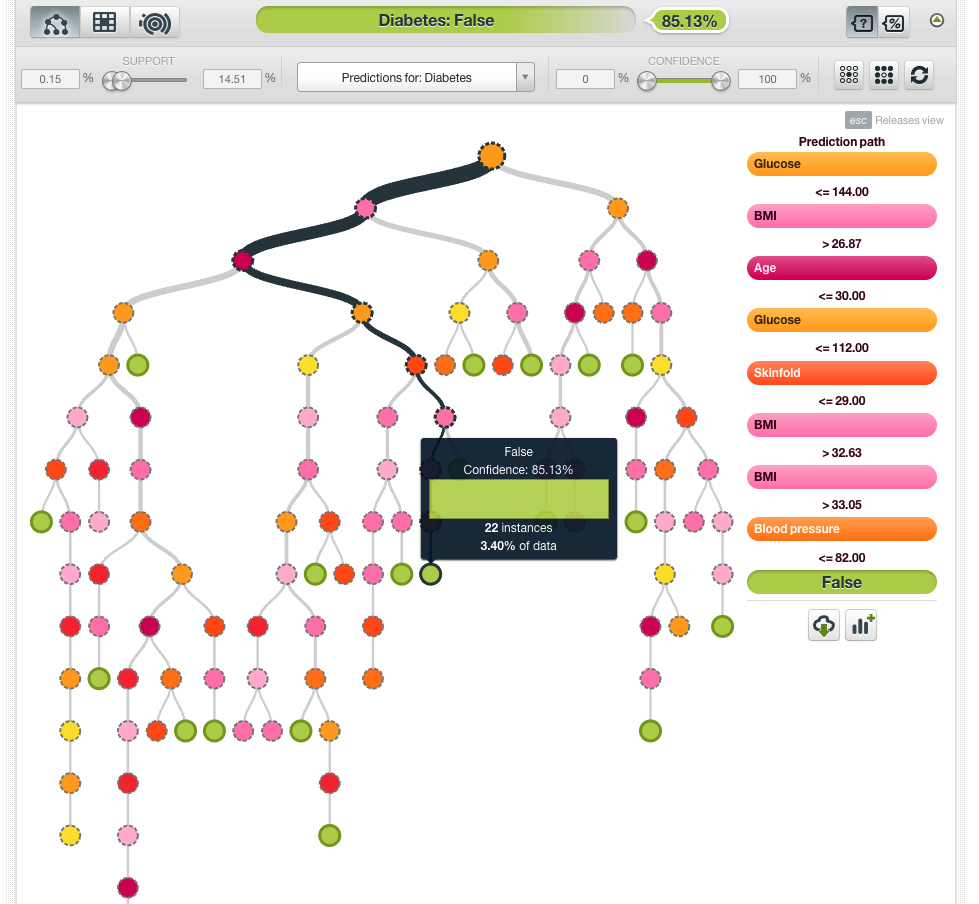 Diabetes: False
85.13%
SUPPORT
0.15 %
14.51 %
Predictions for: Diabetes
CONFIDENCE
0 %
100 %
esc Releases view
Prediction path
Glucose
<= 144.00
BMI
> 26.87
Age
<= 30.00
Glucose
<= 112.00
Skinfold
<= 29.00
BMI
> 32.63
BMI
> 33.05
Blood pressure
<= 82.00
False
False
Confidence: 85.13%
22 instances
3.40% of data